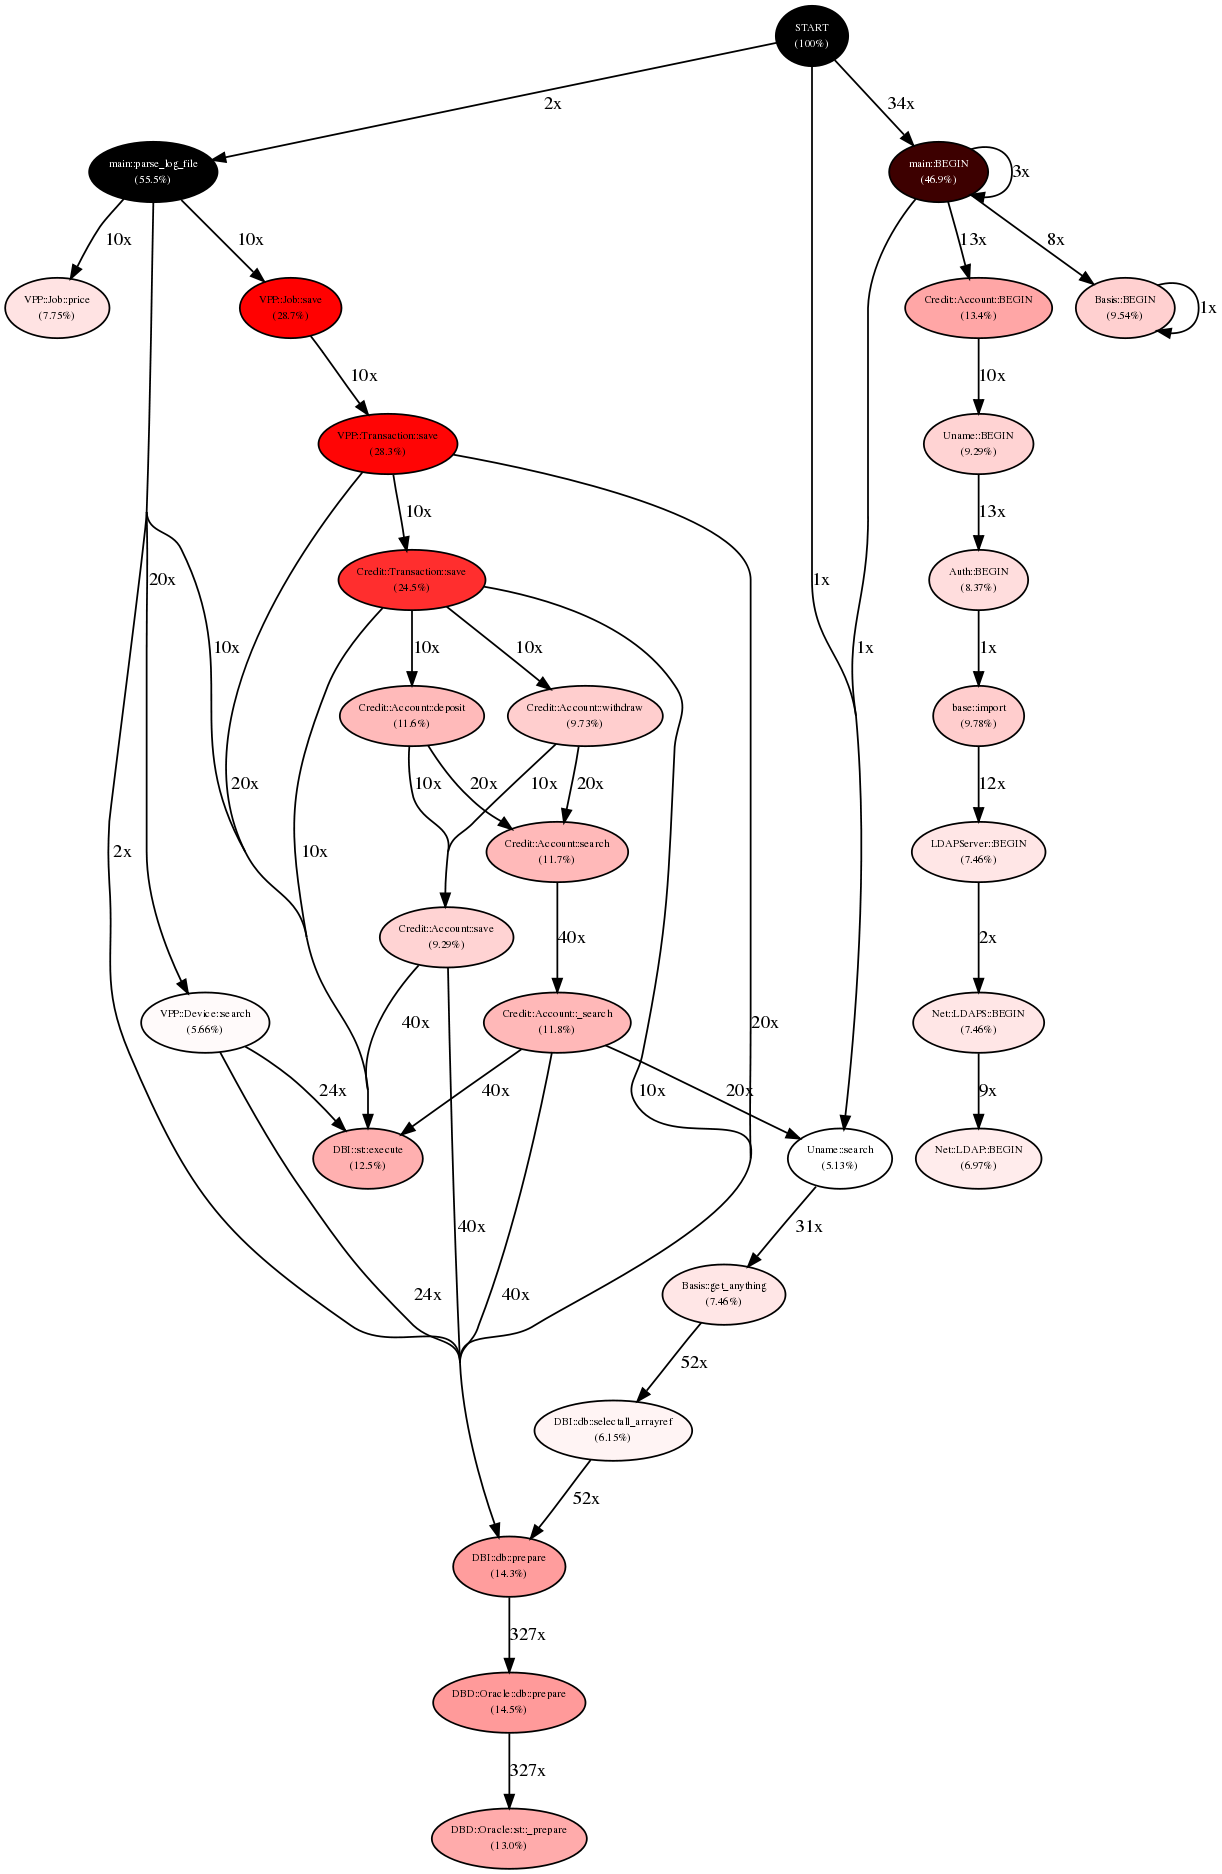 START
(100%)
2x
34x
main::parse_log_file
(55.5%)
main::BEGIN
(46.9%)
3x
10x
10x
13x
8x
VPP::Job::price
(7.75%)
VPP::Job::save
(28.7%)
Credit::Account::BEGIN
(13.4%)
Basis::BEGIN
(9.54%)
1x
10x
10x
VPP::Transaction::save
(28.3%)
Uname::BEGIN
(9.29%)
10x
13x
20x
Credit::Transaction::save
(24.5%)
1x
Auth::BEGIN
(8.37%)
10x
10x
10x
1x
1x
Credit::Account::deposit
(11.6%)
Credit::Account::withdraw
(9.73%)
base::import
(9.78%)
20x
10x
20x
10x
20x
12x
2x
10x
Credit::Account::search
(11.7%)
LDAPServer::BEGIN
(7.46%)
Credit::Account::save
(9.29%)
40x
2x
VPP::Device::search
(5.66%)
40x
Credit::Account::_search
(11.8%)
20x
Net::LDAPS::BEGIN
(7.46%)
24x
40x
10x
20x
9x
DBI::st::execute
(12.5%)
Uname::search
(5.13%)
Net::LDAP::BEGIN
(6.97%)
40x
31x
24x
40x
Basis::get_anything
(7.46%)
52x
DBI::db::selectall_arrayref
(6.15%)
52x
DBI::db::prepare
(14.3%)
327x
DBD::Oracle::db::prepare
(14.5%)
327x
DBD::Oracle::st::_prepare
(13.0%)